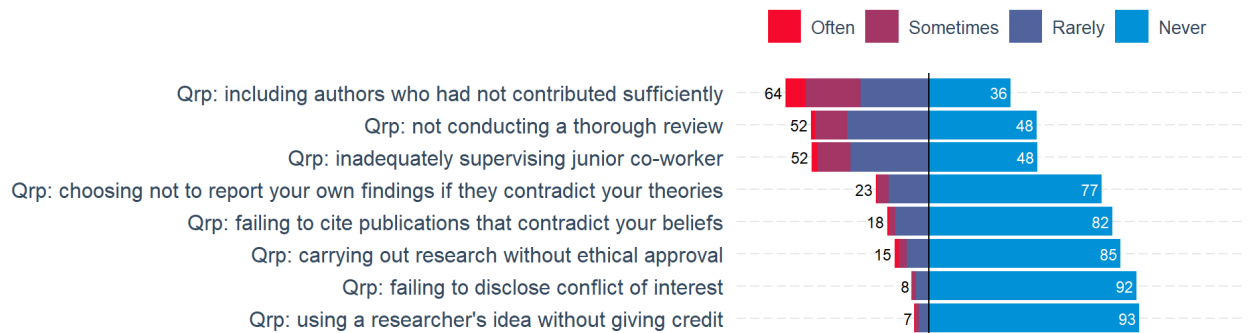 Often Sometimes Rarely Never
Qrp: including authors who had not contributed sufficiently 64 36
Qrp: not conducting a thorough review 52 48
Qrp: inadequately supervising junior co-worker 52 48
Qrp: choosing not to report your own findings if they contradict your theories 23 77
Qrp: failing to cite publications that contradict your beliefs 18 82
Qrp: carrying out research without ethical approval 15 85
Qrp: failing to disclose conflict of interest 8 92
Qrp: using a researcher's idea without giving credit 7 93